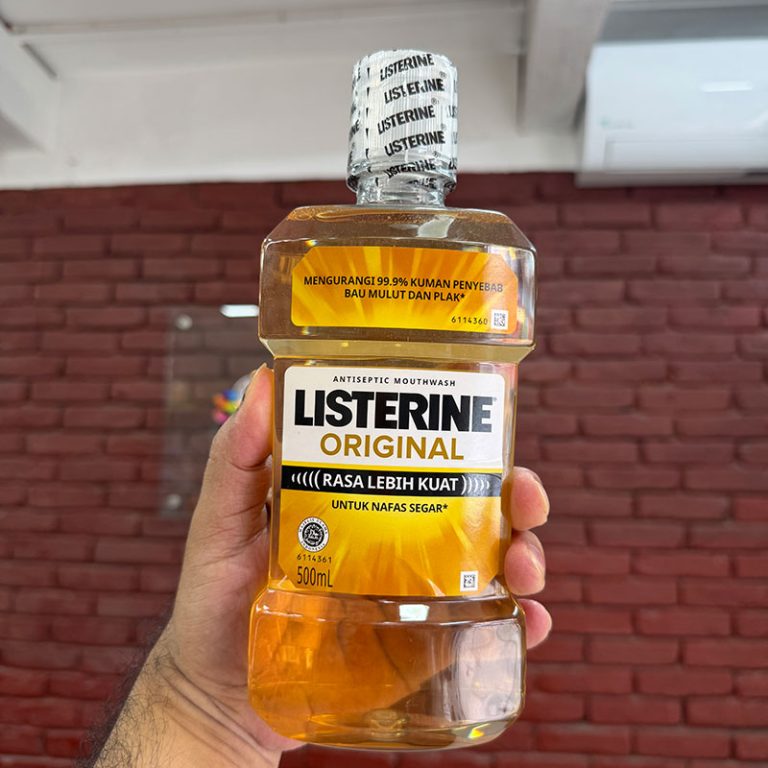 LISTERINE
LISTERINE®
LISTERINE®
LISTERINE®
LISTERINE
MENGURANGI 99.9% KUMAN PENYEBAB
BAU MULUT DAN PLAK*
6114360
ANTISEPTIC MOUTHWASH
LISTERINE®
ORIGINAL
RASA LEBIH KUAT
UNTUK NAFAS SEGAR*
6114361
500mL